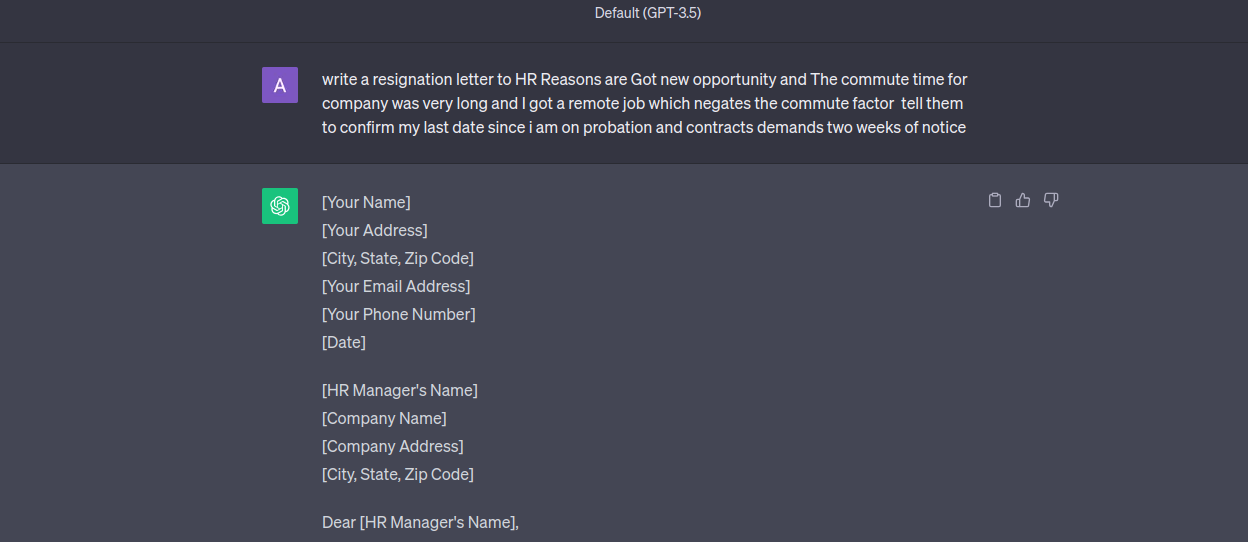 Default (GPT-3.5)
A
write a resignation letter to HR Reasons are Got new opportunity and The commute time for
company was very long and I got a remote job which negates the commute factor  tell them
to confirm my last date since i am on probation and contracts demands two weeks of notice
[Your Name]
[Your Address]
[City, State, Zip Code]
[Your Email Address]
[Your Phone Number]
[Date]
[HR Manager's Name]
[Company Name]
[Company Address]
[City, State, Zip Code]
Dear [HR Manager's Name],